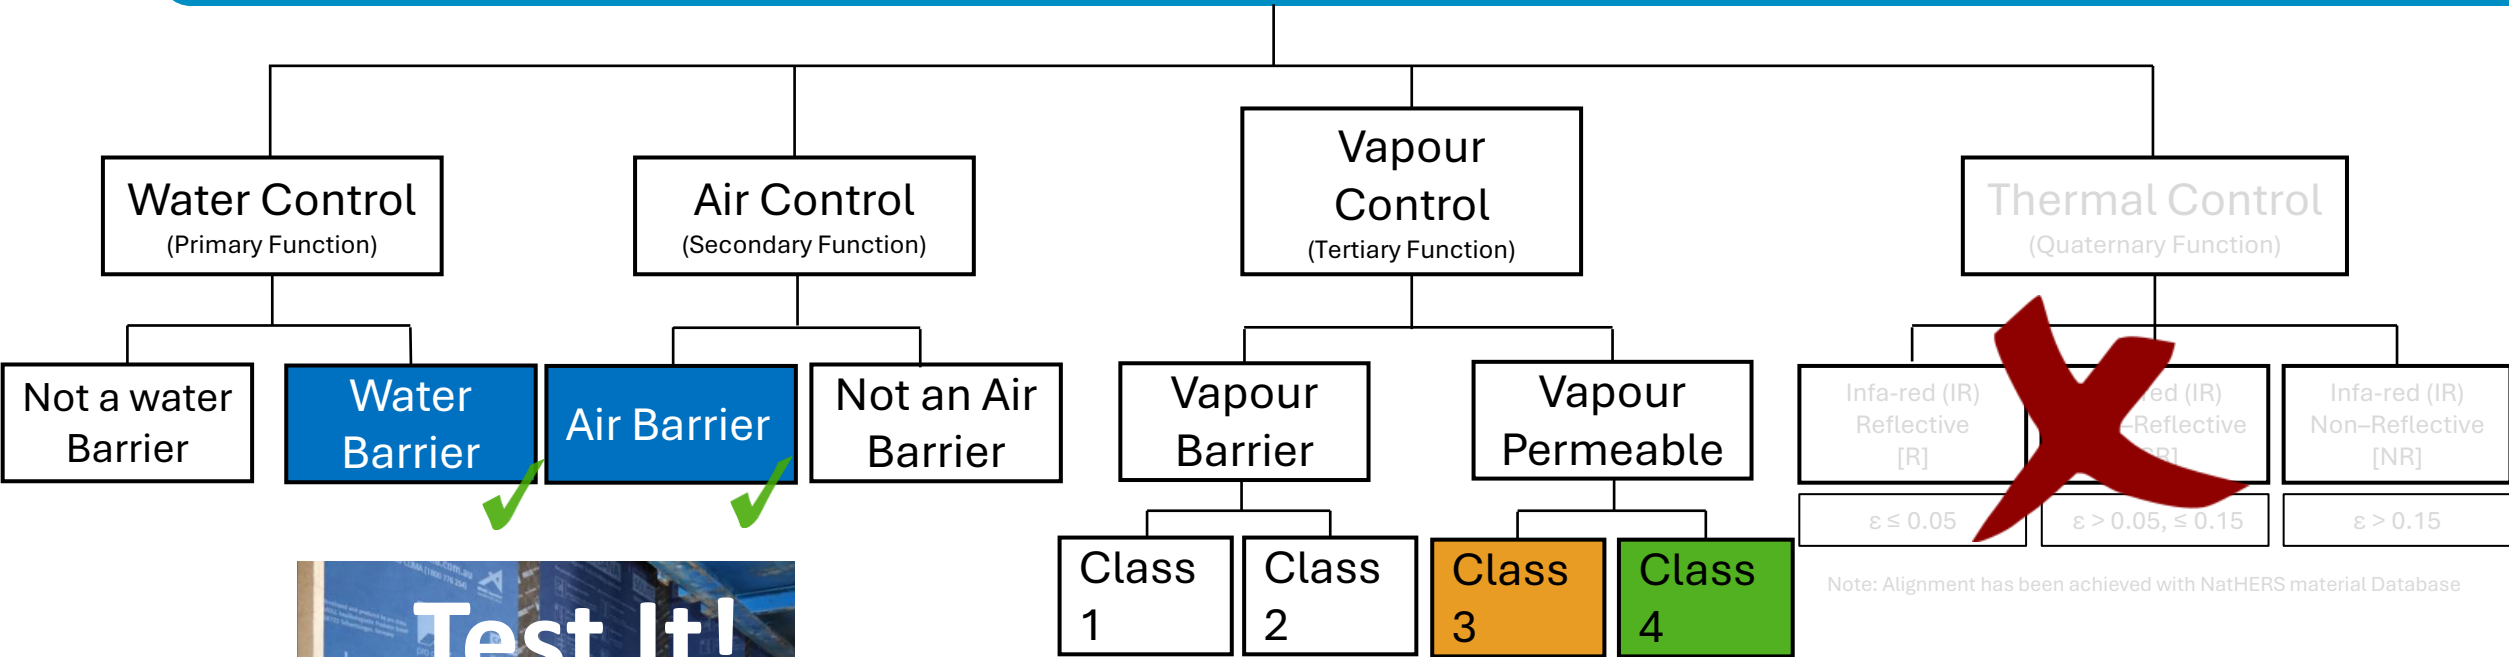 Vapour
Control
(Tertiary Function)
Water Control
(Primary Function)
Air Control
(Secondary Function)
Thermal Control
(Quaternary Function)
Not a water
Barrier
Water
Barrier
Air Barrier
Not an Air
Barrier
Vapour
Barrier
Vapour
Permeable
Infa-red (IR)
Reflective
[R]
red (IR)
–Reflective
Infa-red (IR)
Non–Reflective
[NR]
ε ≤ 0.05
ε > 0.05, ≤ 0.15
ε > 0.15
Class
1
Class
2
Class
3
Class
4
Note: Alignment has been achieved with NatHERS material Database
Test It!